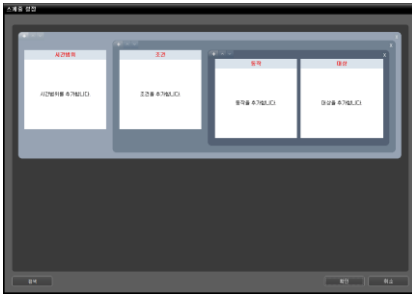 스케줄 설정
시간범위
조건
동작
대상
시간범위를 추가합니다.
조건을 추가합니다.
동작을 추가합니다.
대상을 추가합니다.
검색
확인
취소